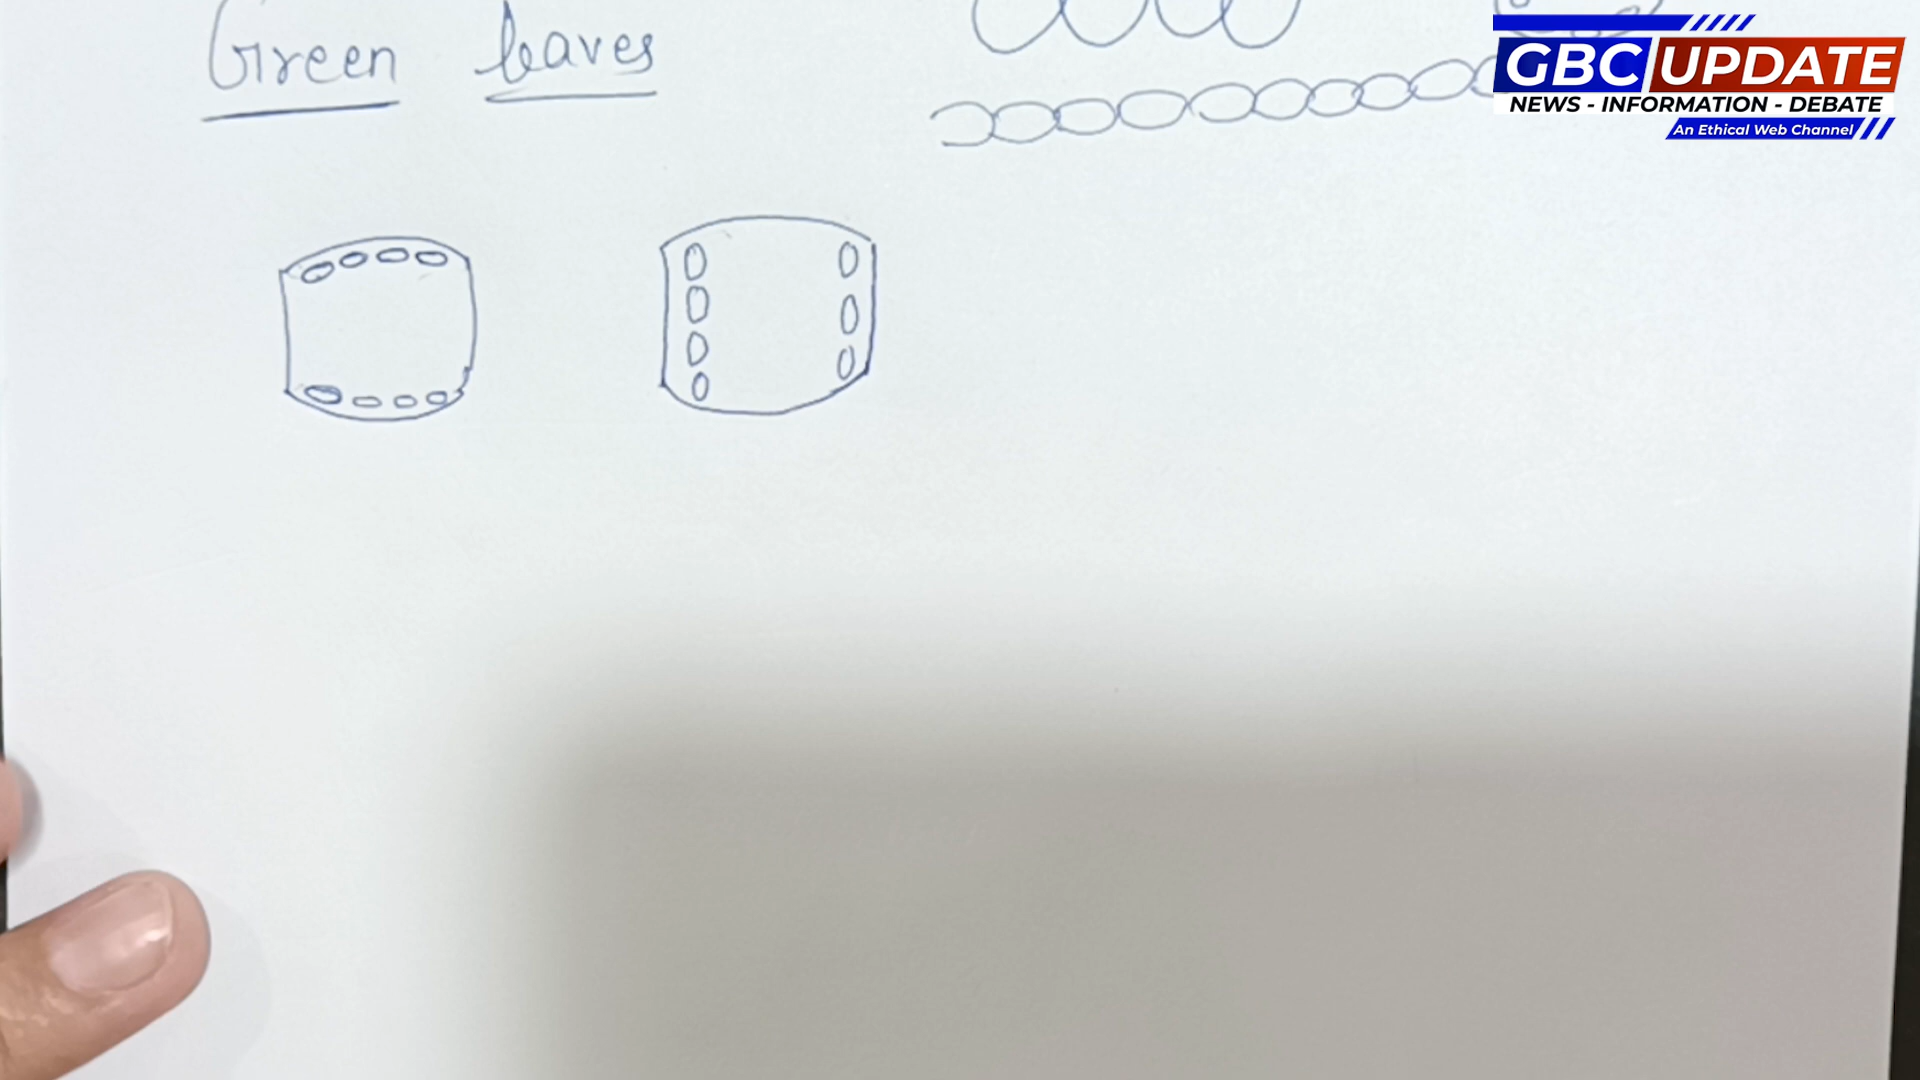 Green leaves
GBC UPDATE
NEWS - INFORMATION - DEBATE
An Ethical Web Channel